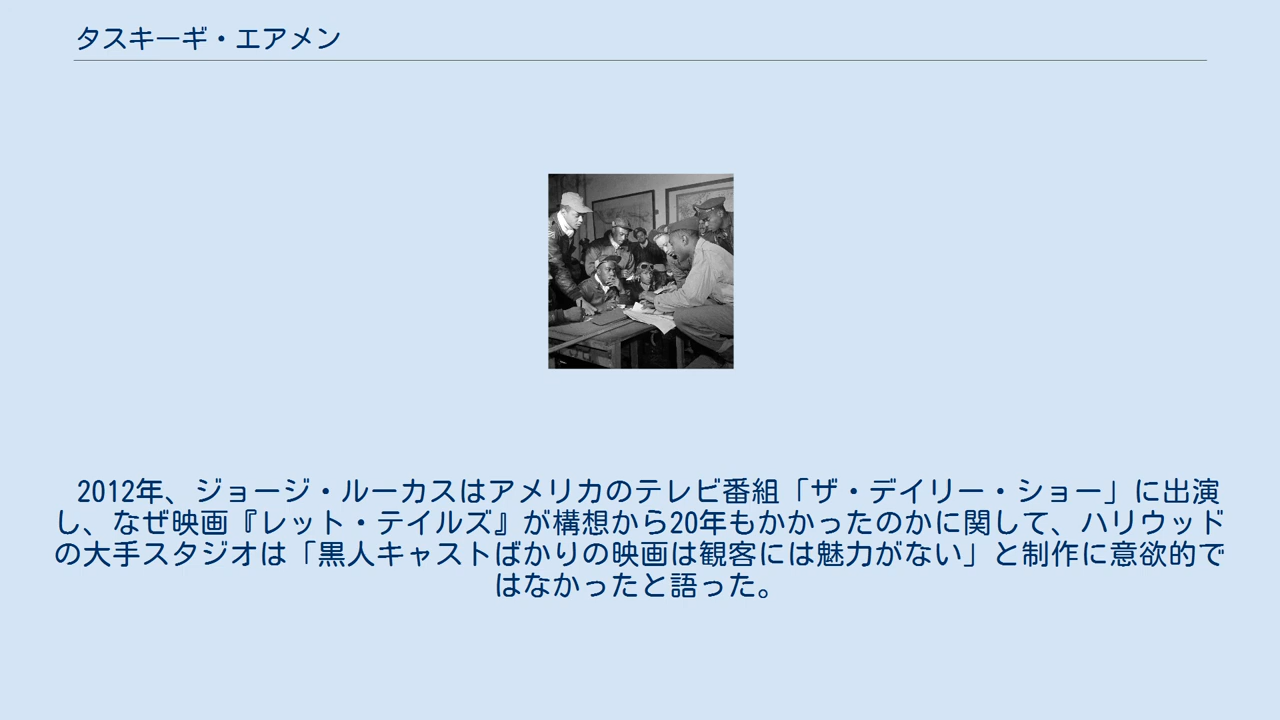 タスキーギ・エアメン
2012年、ジョージ・ルーカスはアメリカのテレビ番組「ザ・デイリー・ショー」に出演
し、なぜ映画『レット・テイルズ』が構想から20年もかかったのかに関して、ハリウッド
の大手スタジオは「黒人キャストばかりの映画は観客には魅力がない」と制作に意欲的で
はなかったと語った。